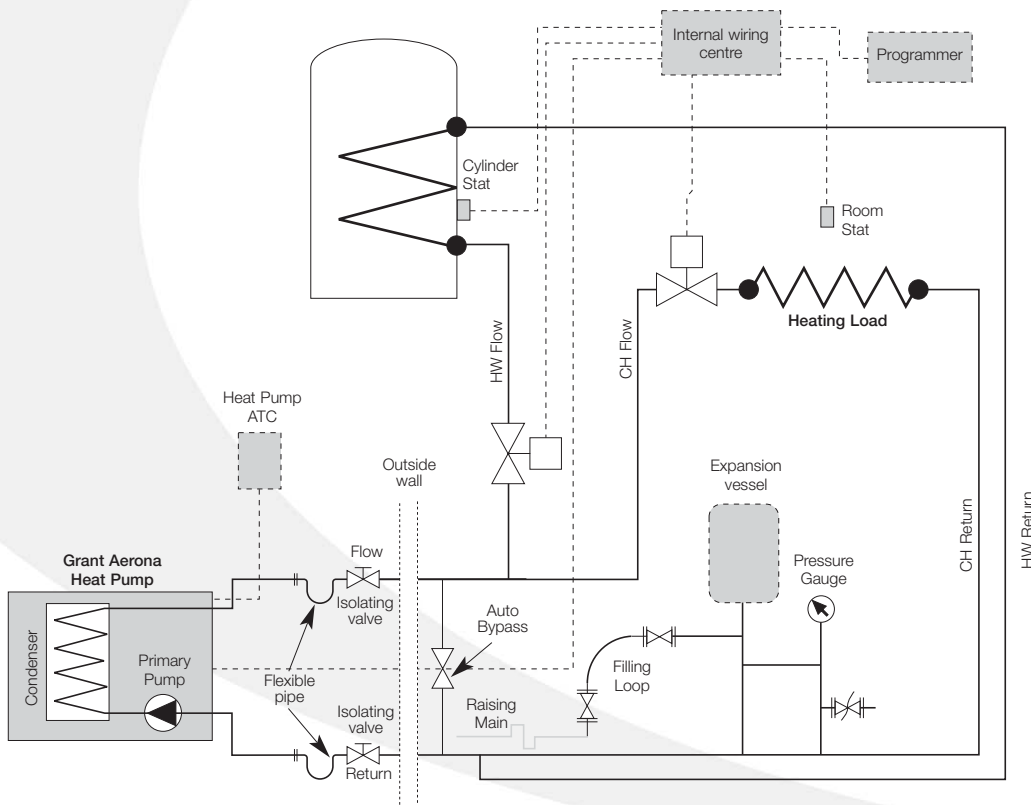 Internal wiring
centre
Programmer
Cylinder
Stat
Room
Stat
Heating Load
HW Flow
CH Flow
Heat Pump
ATC
Outside
wall
Expansion
vessel
CH Return
HW Return
Grant Aerona
Heat Pump
Flow
Isolating
valve
Pressure
Gauge
Auto
Bypass
Condenser
Primary
Pump
Flexible
pipe
Filling
Loop
Isolating
valve
Raising
Main
Return